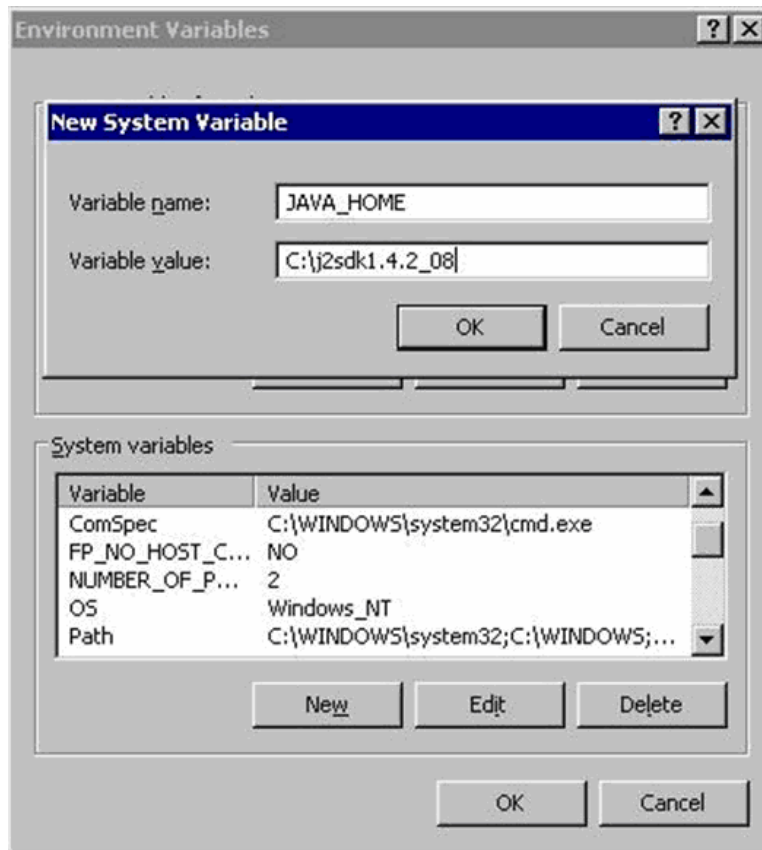 Environment Variables
New System Variable
Variable name: JAVA_HOME
Variable value: C:\j2sdk1.4.2_08
OK Cancel
System variables
Variable Value
ComSpec C:\WINDOWS\system32\cmd.exe
FP_NO_HOST_C... NO
NUMBER_OF_P... 2
OS Windows_NT
Path C:\WINDOWS\system32;C:\WINDOWS;...
New Edit Delete
OK Cancel